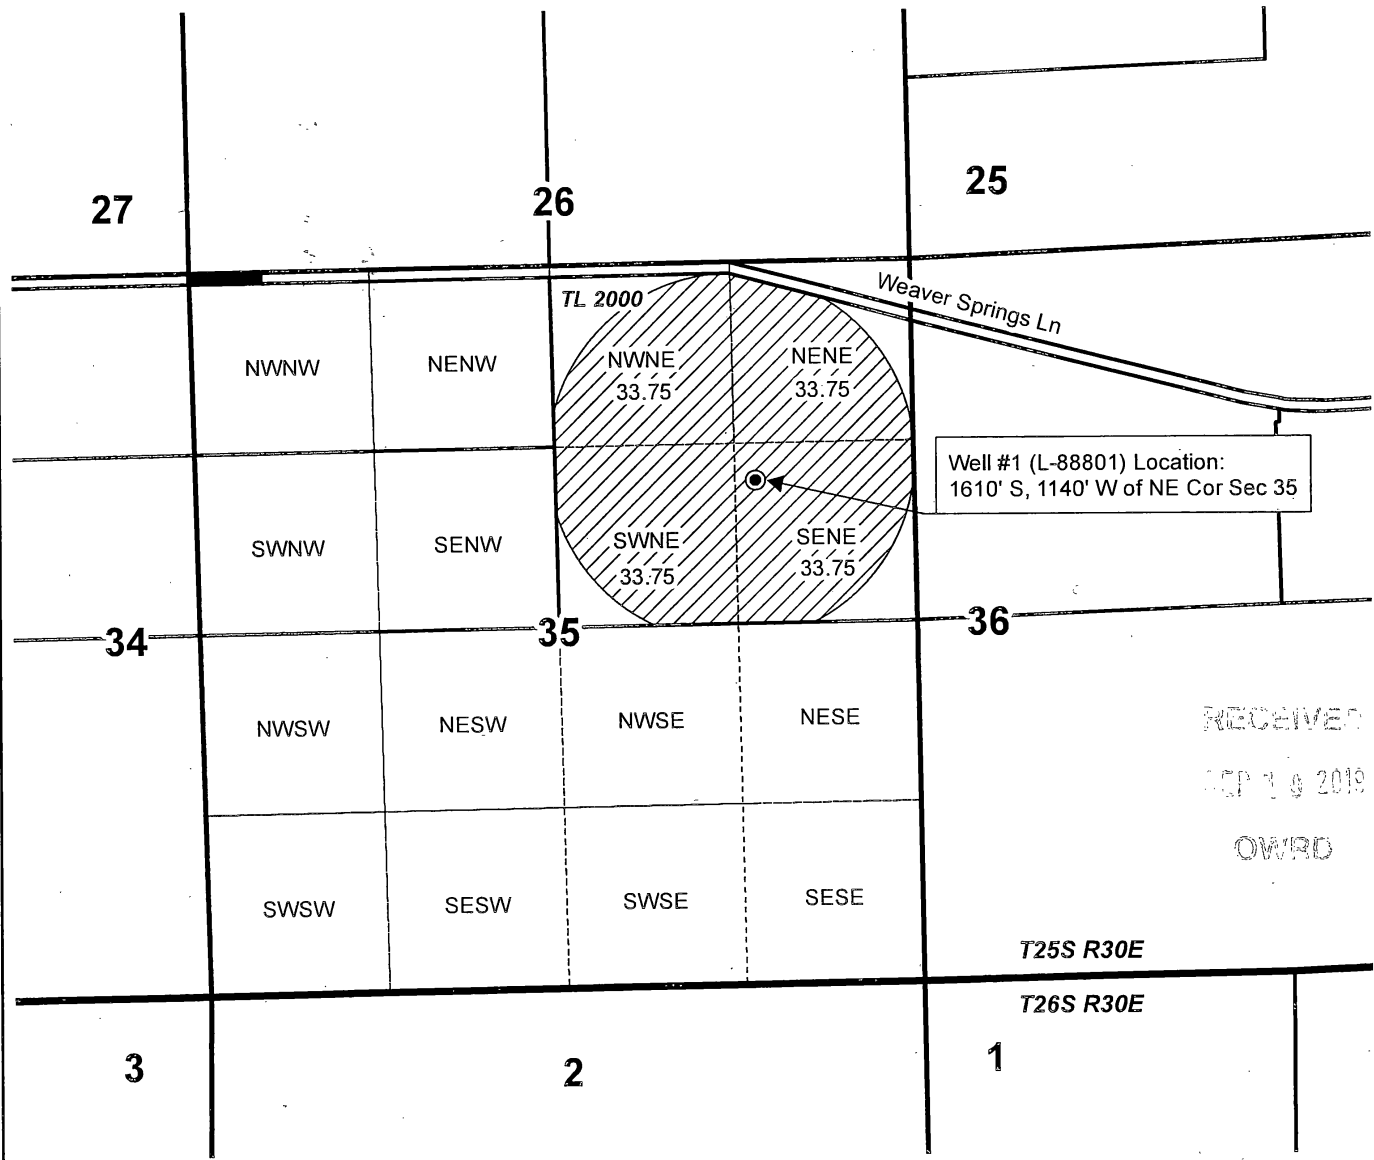 27
26
25
Weaver Springs Ln
TL 2000
NWNW
NENW
NWNE
33.75
NENE
33.75
Well #1 (L-88801) Location:
1610' S, 1140' W of NE Cor Sec 35
SWNW
SENW
SWNE
33.75
SENE
33.75
34
35
36
NWSW
NESW
NWSE
NESE
RECEIVED
2019
OWRD
SWSW
SESW
SWSE
SESE
T25S R30E
T26S R30E
3
2
1